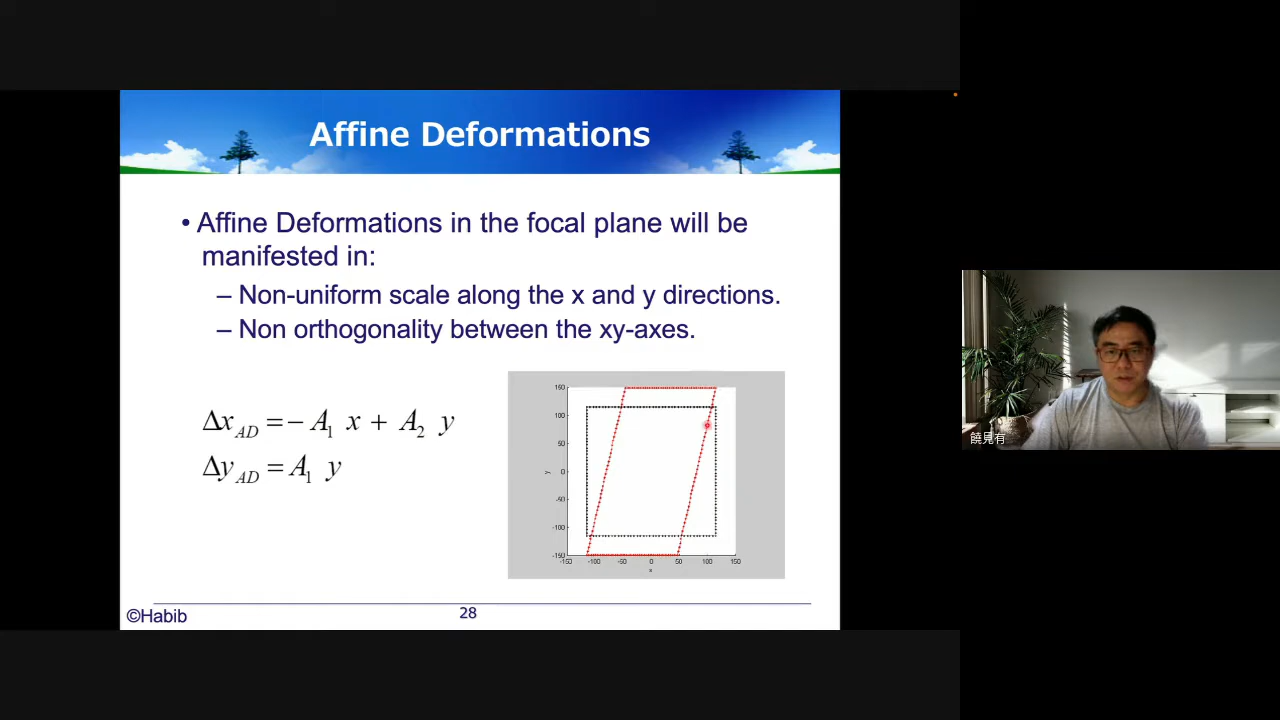 Affine Deformations
• Affine Deformations in the focal plane will be
manifested in:
– Non-uniform scale along the x and y directions.
– Non orthogonality between the xy-axes.
Δx_AD = − A_1 x + A_2 y
Δy_AD = A_1 y
150
100
50
0
-50
-100
-150
y
-150 -100 -50 0 50 100 150
x
©Habib
28
饒見有